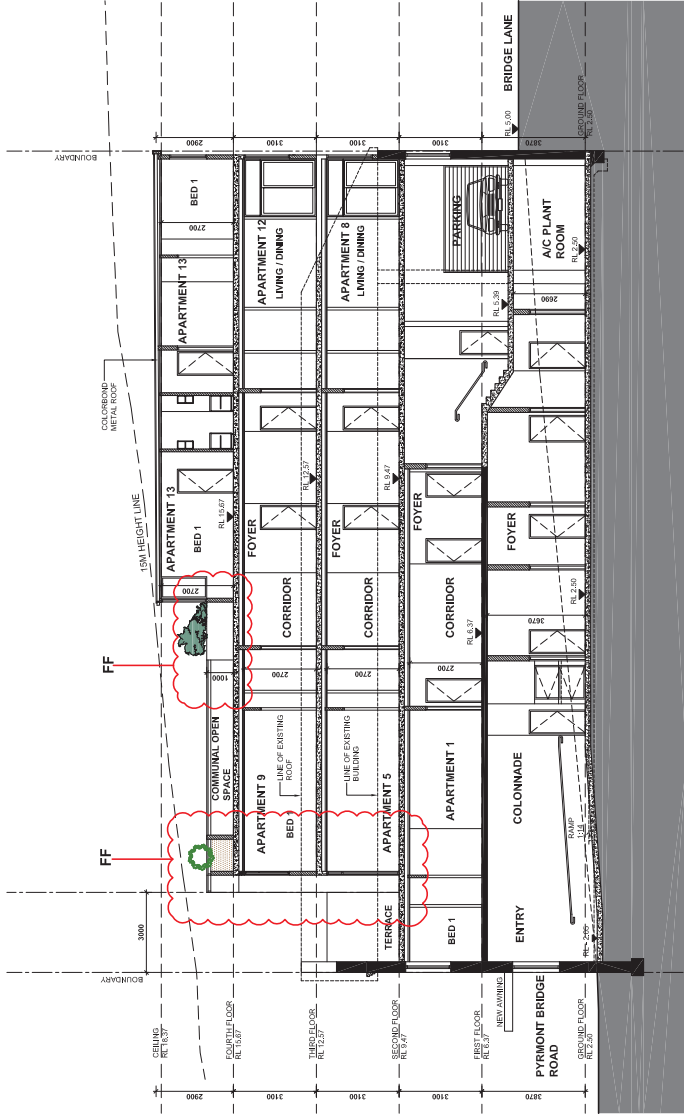 BOUNDARY
15M HEIGHT LINE
COLORBOND
METAL ROOF
BOUNDARY
FF
FF
3000
CEILING
RL 18.37
2900
APARTMENT 13
BED 1
2700
RL 15.67
APARTMENT 13
BED 1
2700
2900
COMMUNAL OPEN
SPACE
1000
FOURTH FLOOR
RL 15.67
3100
APARTMENT 9
BED 1
2700
LINE OF EXISTING
ROOF
CORRIDOR
FOYER
RL 12.57
APARTMENT 12
LIVING / DINING
3100
THIRD FLOOR
RL 12.57
3100
LINE OF EXISTING
BUILDING
APARTMENT 5
2700
CORRIDOR
FOYER
RL 9.47
APARTMENT 8
LIVING / DINING
3100
TERRACE
SECOND FLOOR
RL 9.47
3100
BED 1
APARTMENT 1
2700
CORRIDOR
FOYER
RL 6.37
PARKING
RL 5.39
3100
FIRST FLOOR
RL 6.37
NEW AWNING
RL 5.00
BRIDGE LANE
3870
PYRMONT BRIDGE
ROAD
ENTRY
COLONNADE
RAMP
1:14
3670
FOYER
RL 2.50
2690
A/C PLANT
ROOM
RL 2.50
3870
GROUND FLOOR
RL 2.50
GROUND FLOOR
RL 2.50